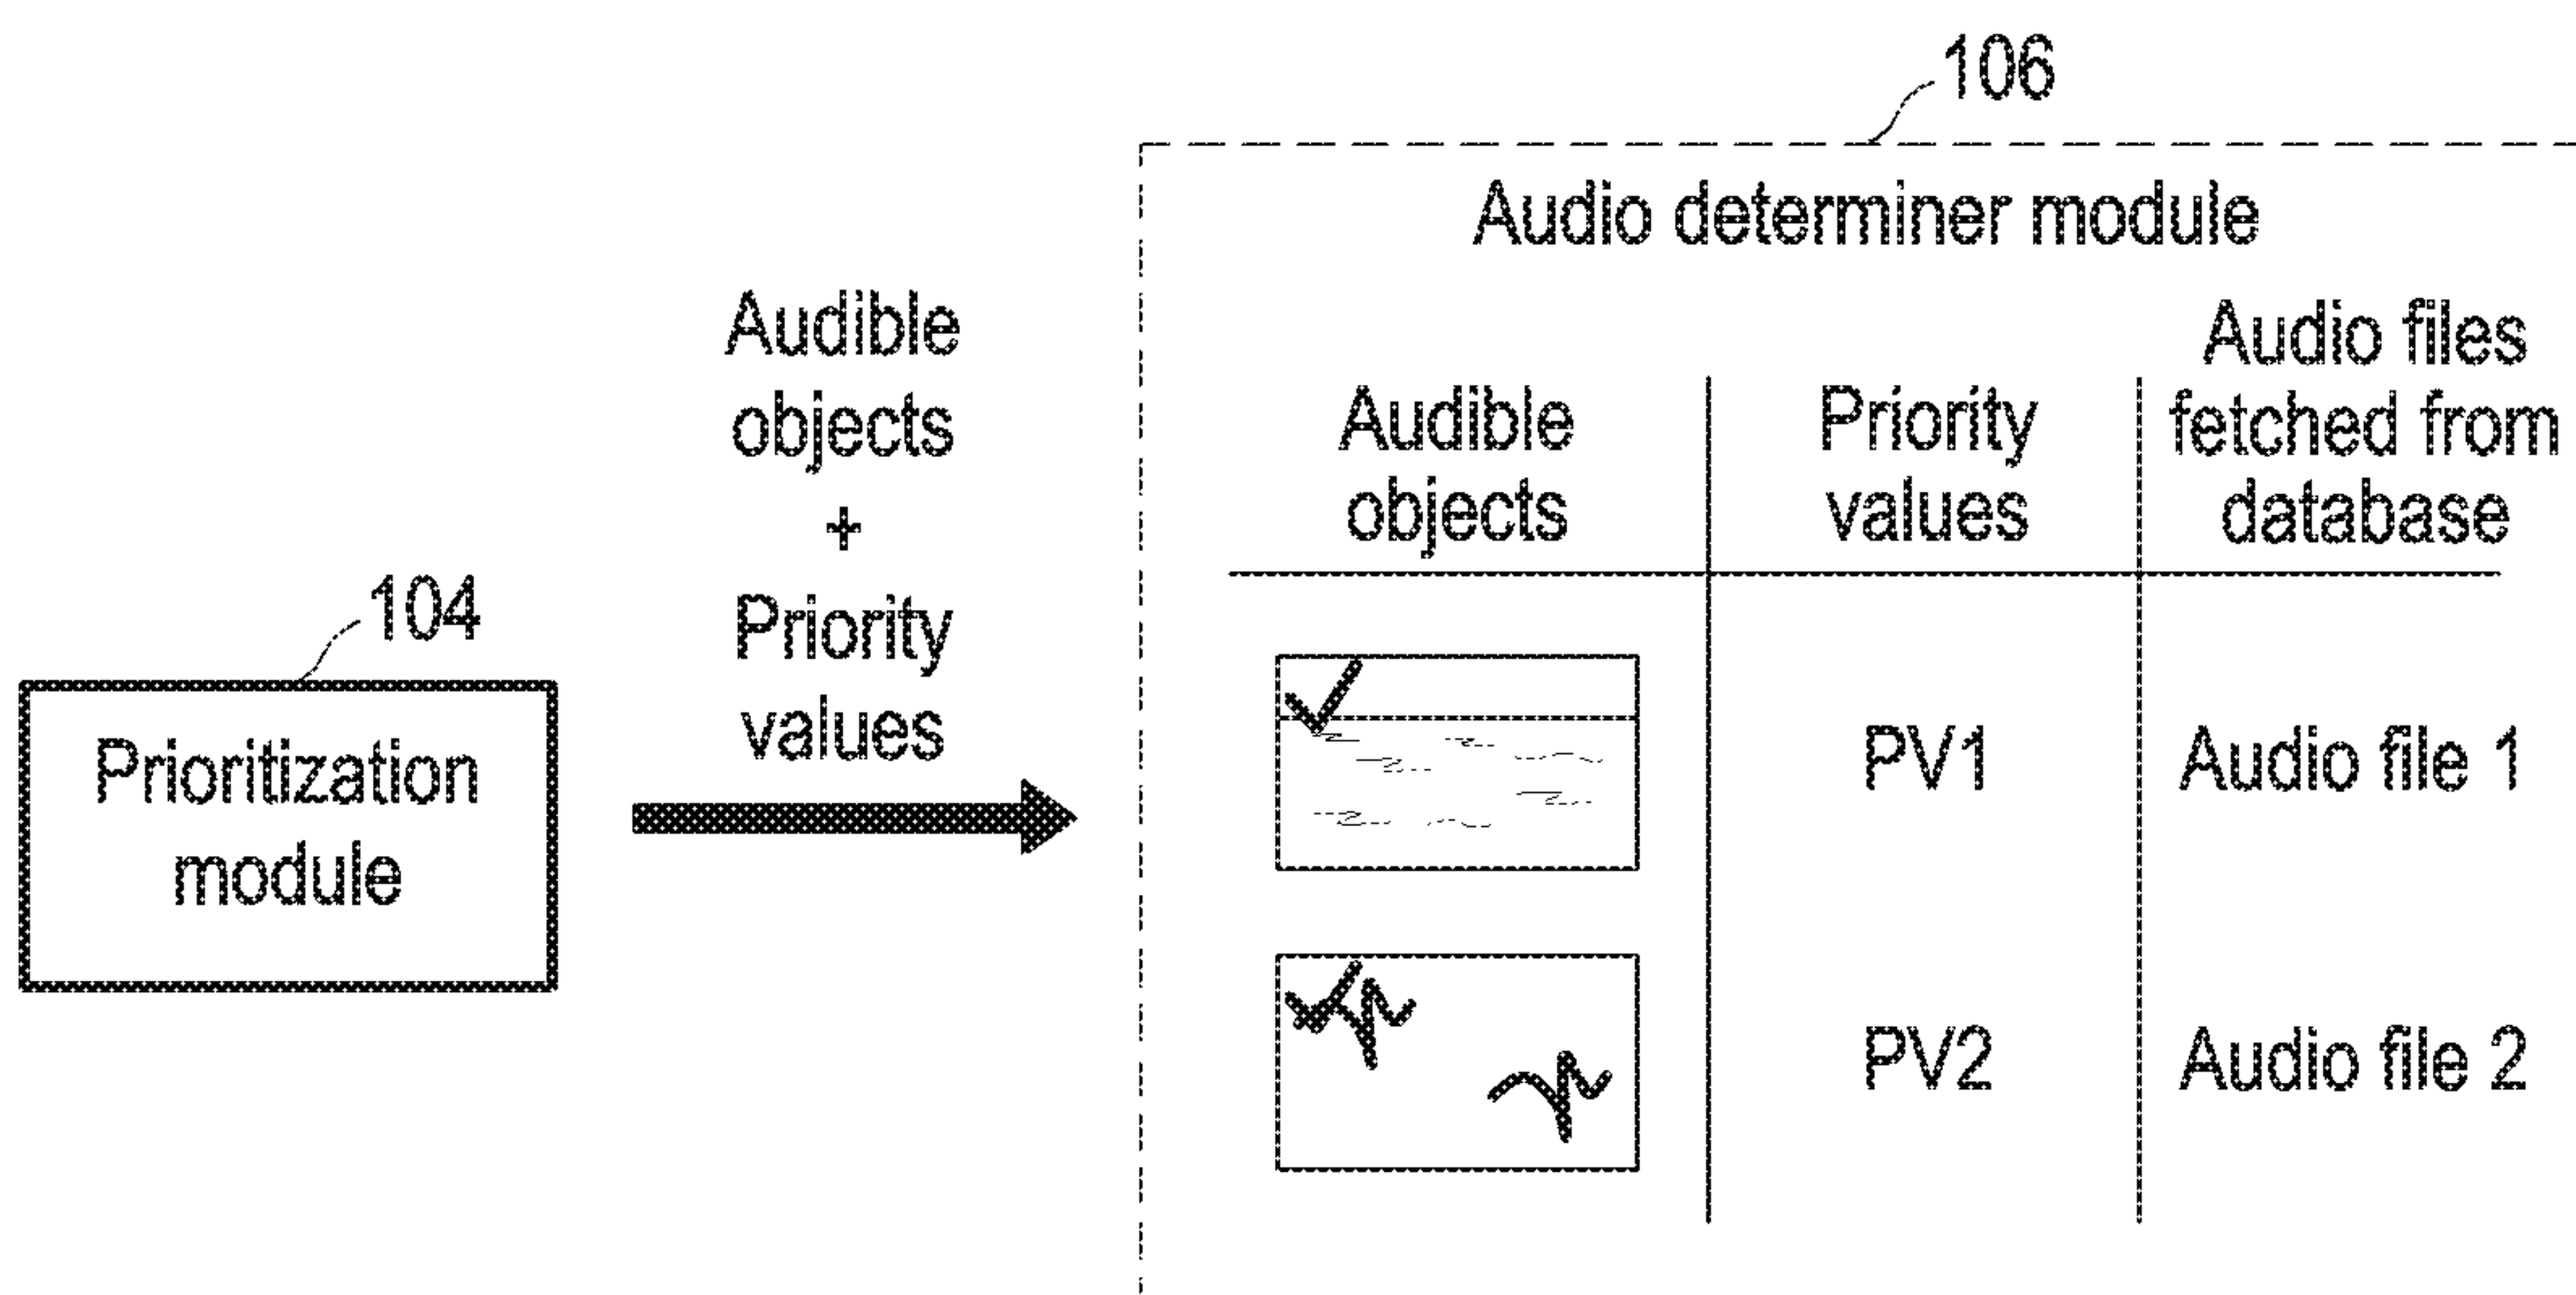 106
Audio determiner module
Audible
objects
+
Priority
values
104
Prioritization
module
Audible
objects
Priority
values
Audio files
fetched from
database
PV1
Audio file 1
PV2
Audio file 2